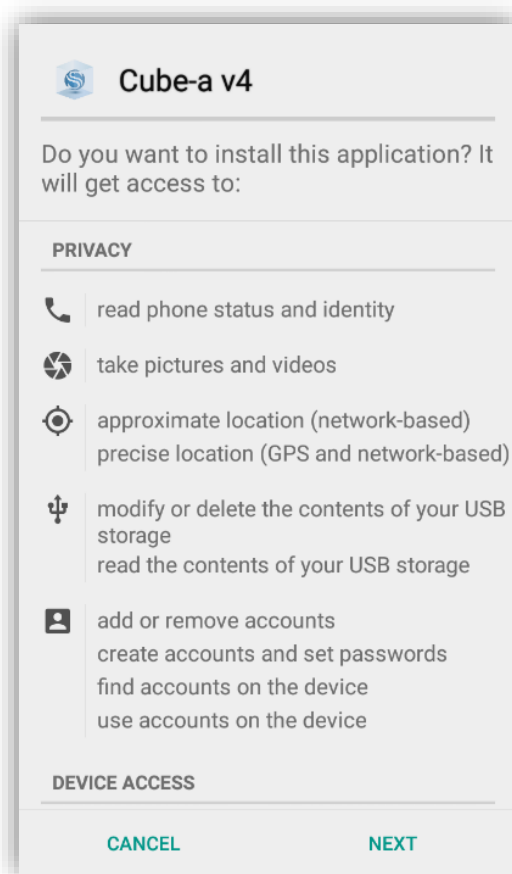 Cube-a v4
Do you want to install this application? It
will get access to:
PRIVACY
read phone status and identity
take pictures and videos
approximate location (network-based)
precise location (GPS and network-based)
modify or delete the contents of your USB
storage
read the contents of your USB storage
add or remove accounts
create accounts and set passwords
find accounts on the device
use accounts on the device
DEVICE ACCESS
CANCEL NEXT